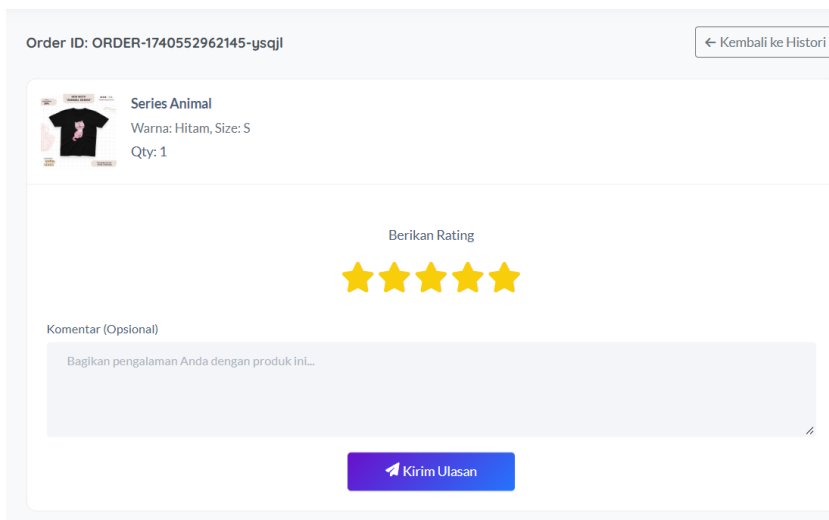 Order ID: ORDER-1740552962145-ysqjl
← Kembali ke Histori
Series Animal
Warna: Hitam, Size: S
Qty: 1
Berikan Rating
Komentar (Opsional)
Bagikan pengalaman Anda dengan produk ini...
Kirim Ulasan